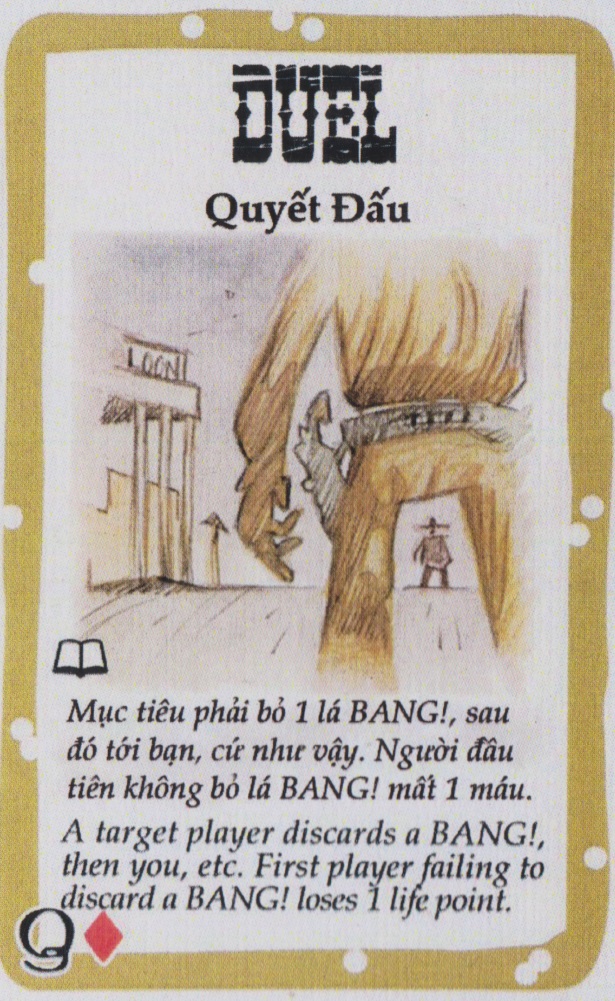 DUEL
Quyết Đấu
LOON
Mục tiêu phải bỏ 1 lá BANG!, sau
đó tới bạn, cứ như vậy. Người đầu
tiên không bỏ lá BANG! mất 1 máu.
A target player discards a BANG!,
then you, etc. First player failing to
discard a BANG! loses 1 life point.
Q